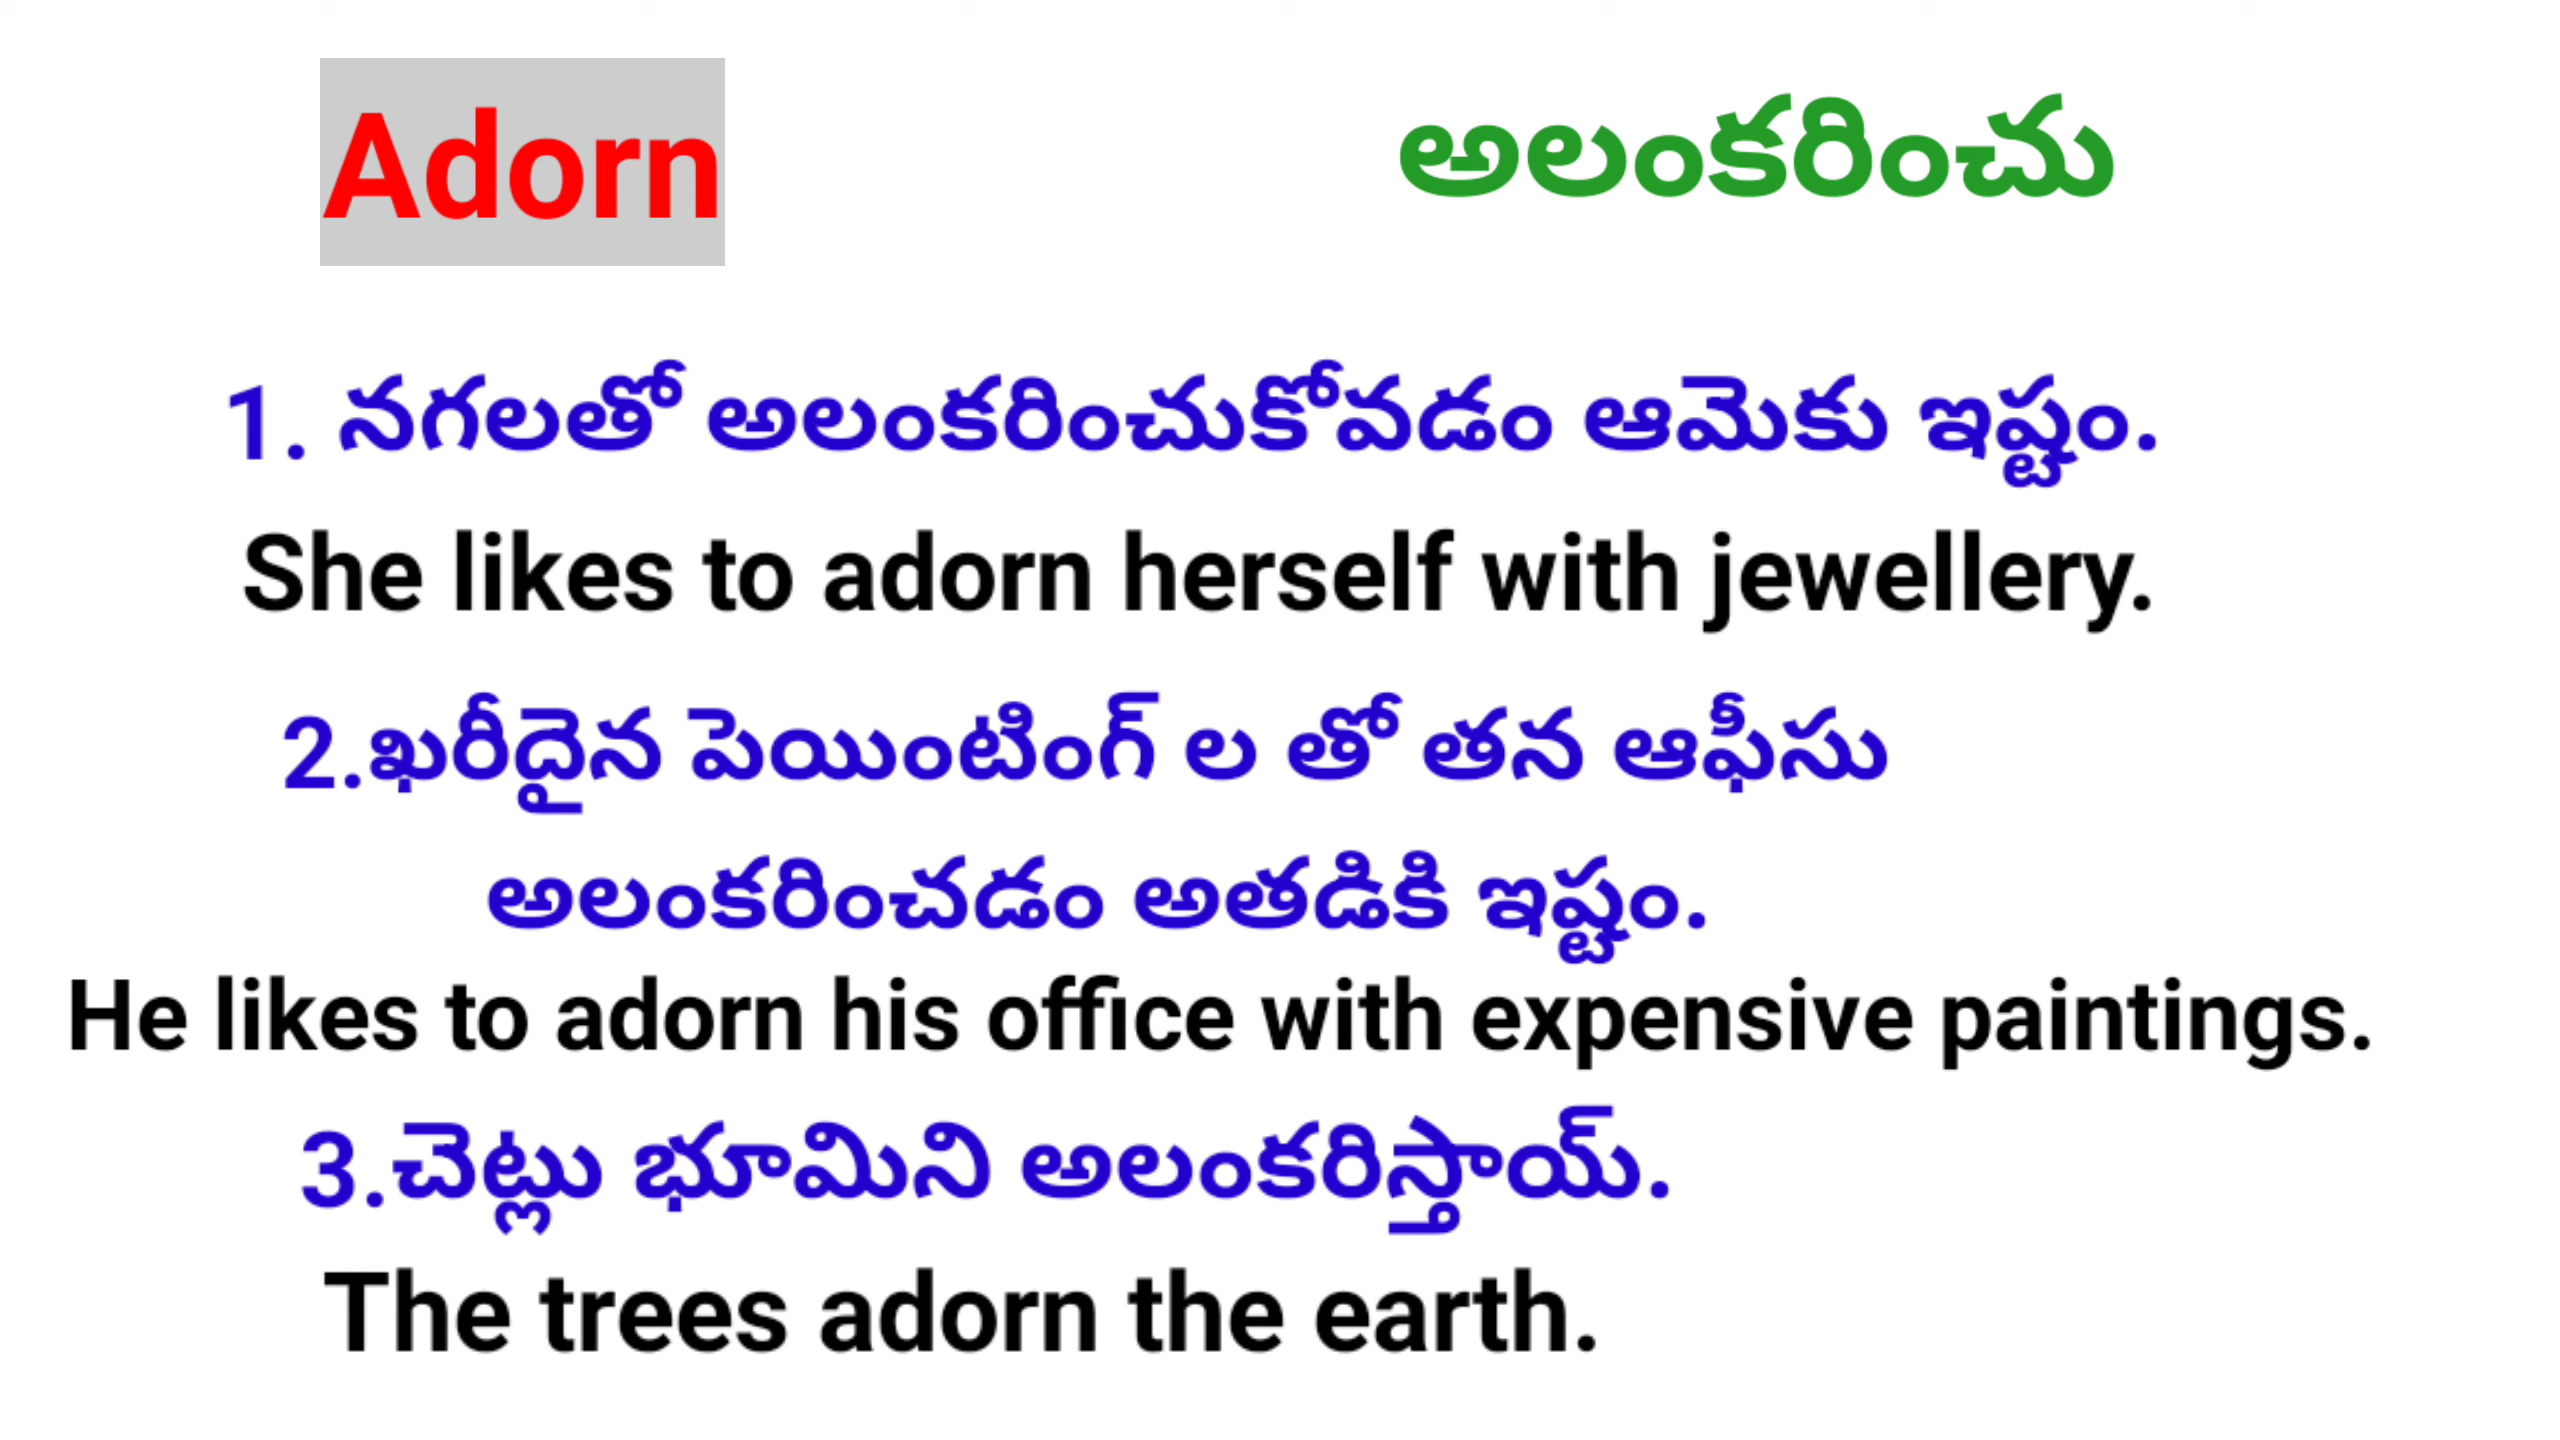 Adorn అలంకరించు
1. నగలతో అలంకరించుకోవడం ఆమెకు ఇష్టం.
She likes to adorn herself with jewellery.
2.ఖరీదైన పెయింటింగ్ ల తో తన ఆఫీసు
అలంకరించడం అతడికి ఇష్టం.
He likes to adorn his office with expensive paintings.
3.చెట్లు భూమిని అలంకరిస్తాయ్.
The trees adorn the earth.